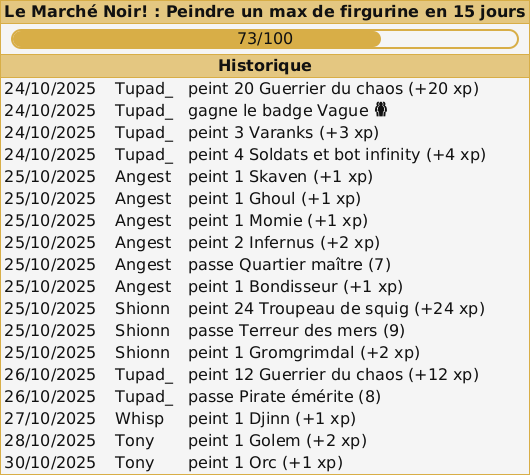 Le Marché Noir! : Peindre un max de firgurine en 15 jours
73/100
Historique
24/10/2025 Tupad_ peint 20 Guerrier du chaos (+20 xp)
24/10/2025 Tupad_ gagne le badge Vague
24/10/2025 Tupad_ peint 3 Varanks (+3 xp)
24/10/2025 Tupad_ peint 4 Soldats et bot infinity (+4 xp)
25/10/2025 Angest peint 1 Skaven (+1 xp)
25/10/2025 Angest peint 1 Ghoul (+1 xp)
25/10/2025 Angest peint 1 Momie (+1 xp)
25/10/2025 Angest peint 2 Infernus (+2 xp)
25/10/2025 Angest passe Quartier maître (7)
25/10/2025 Angest peint 1 Bondisseur (+1 xp)
25/10/2025 Shionn peint 24 Troupeau de squig (+24 xp)
25/10/2025 Shionn passe Terreur des mers (9)
25/10/2025 Shionn peint 1 Gromgrimdal (+2 xp)
26/10/2025 Tupad_ peint 12 Guerrier du chaos (+12 xp)
26/10/2025 Tupad_ passe Pirate émérite (8)
27/10/2025 Whisp peint 1 Djinn (+1 xp)
28/10/2025 Tony peint 1 Golem (+2 xp)
30/10/2025 Tony peint 1 Orc (+1 xp)